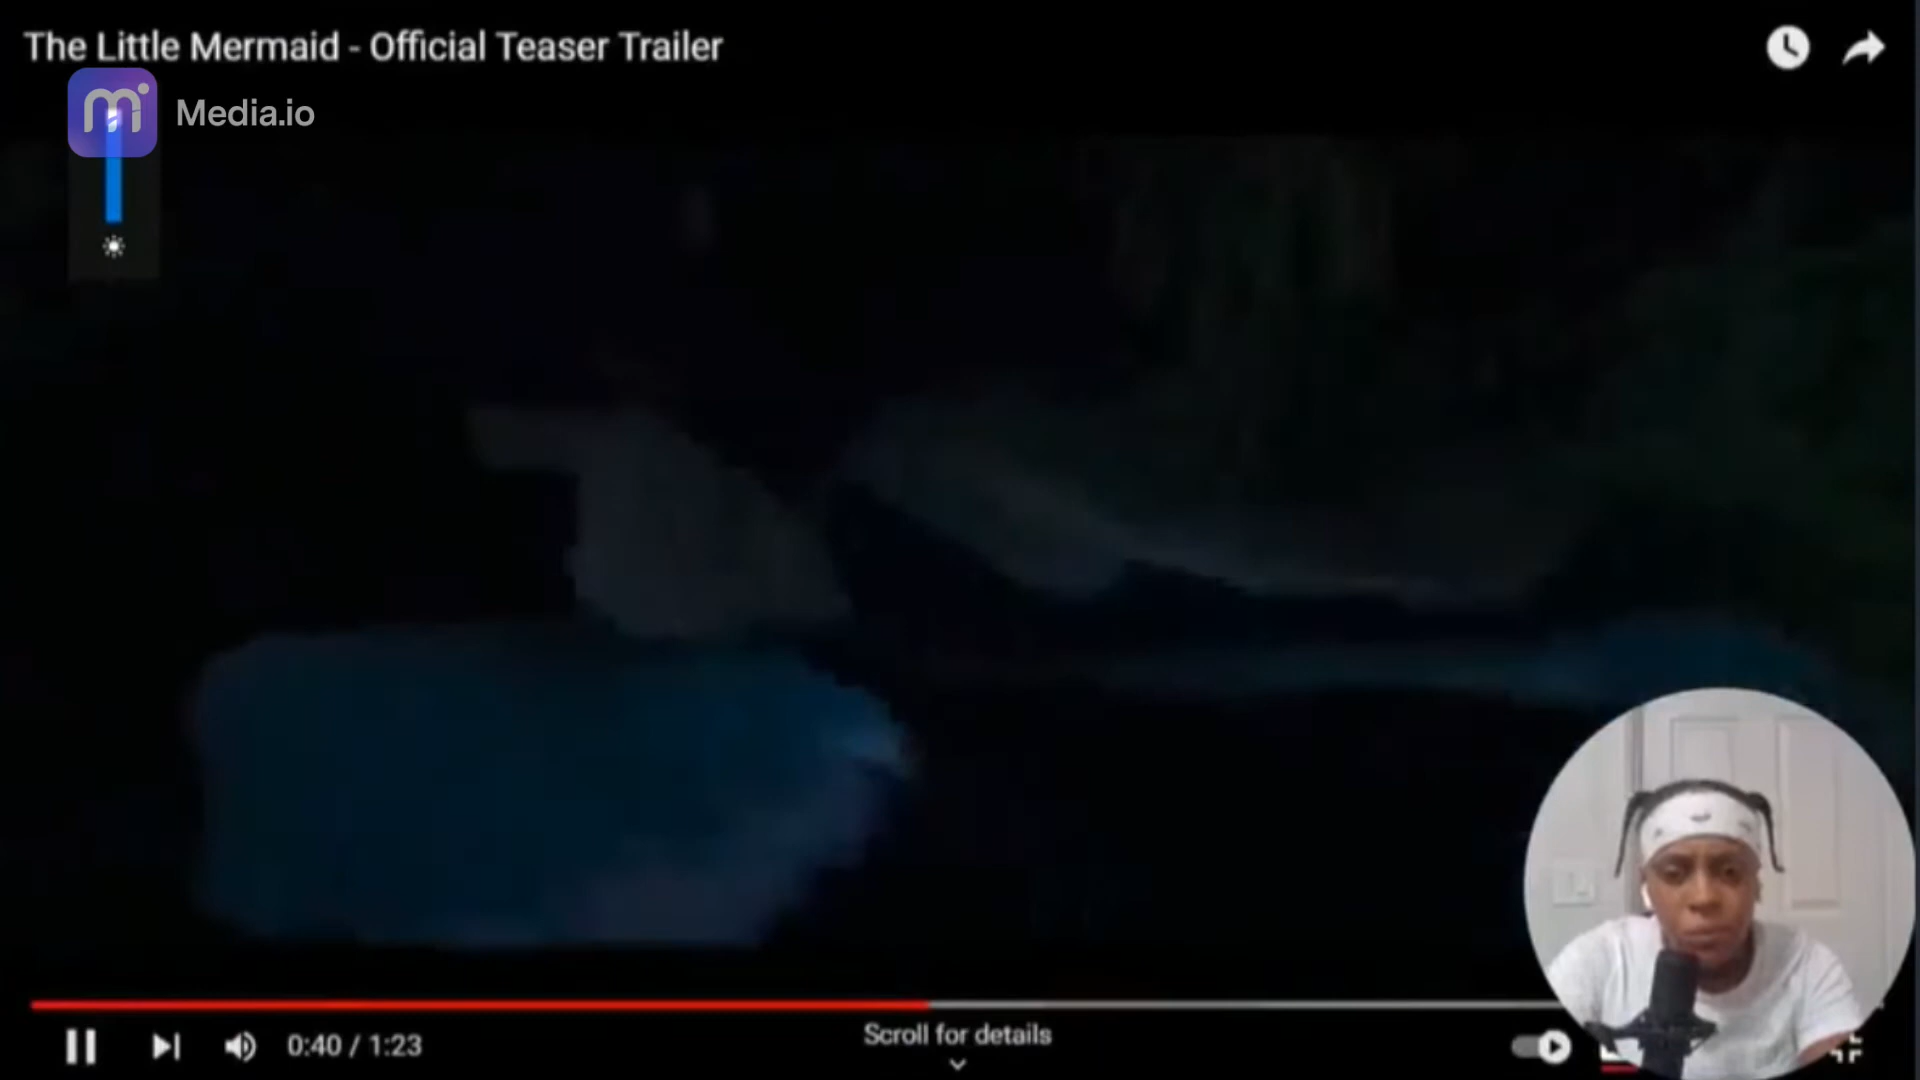 The Little Mermaid - Official Teaser Trailer
Media.io
Scroll for details
0:40 / 1:23